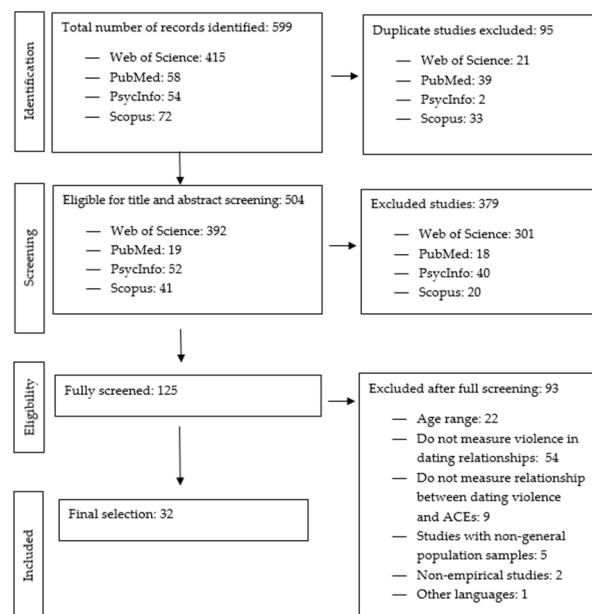 Identification
Total number of records identified: 599
— Web of Science: 415
— PubMed: 58
— PsycInfo: 54
— Scopus: 72
Duplicate studies excluded: 95
— Web of Science: 21
— PubMed: 39
— PsycInfo: 2
— Scopus: 33
Screening
Eligible for title and abstract screening: 504
— Web of Science: 392
— PubMed: 19
— PsycInfo: 52
— Scopus: 41
Excluded studies: 379
— Web of Science: 301
— PubMed: 18
— PsycInfo: 40
— Scopus: 20
Eligibility
Fully screened: 125
Excluded after full screening: 93
— Age range: 22
— Do not measure violence in
dating relationships: 54
— Do not measure relationship
between dating violence
and ACEs: 9
— Studies with non-general
population samples: 5
— Non-empirical studies: 2
— Other languages: 1
Included
Final selection: 32